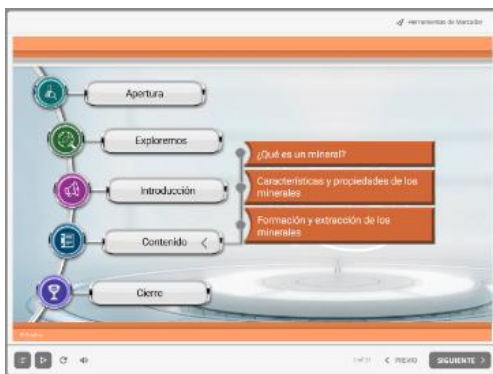 Herramientas de Marcador
Apertura
Exploremos
Introducción
Contenido
Cierre
¿Qué es un mineral?
Características y propiedades de los
minerales
Formación y extracción de los
minerales
< PREVIO
SIGUIENTE >